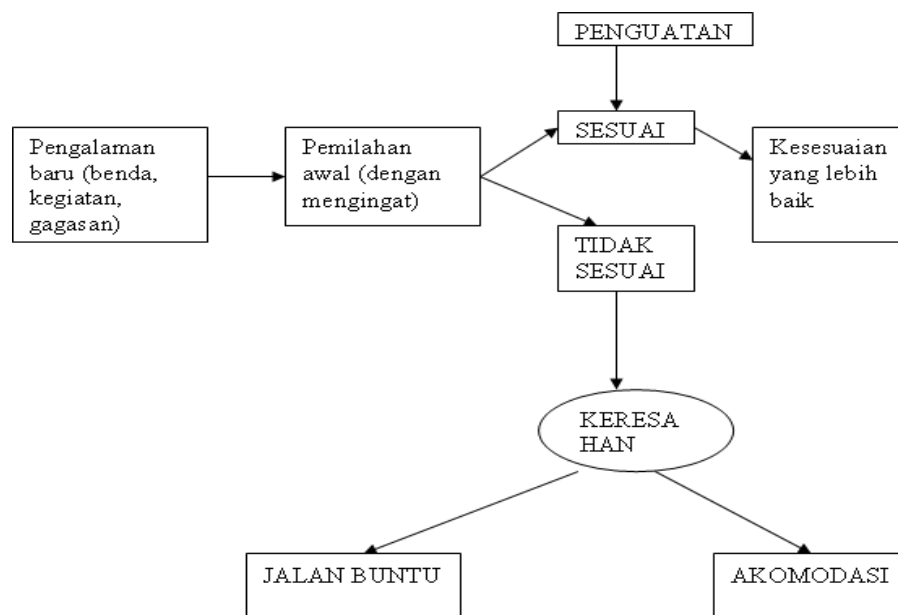 PENGUATAN
Pengalaman
baru (benda,
kegiatan,
gagasan)
Pemilahan
awal (dengan
mengingat)
SESUAI
Kesesuaian
yang lebih
baik
TIDAK
SESUAI
KERESA
HAN
JALAN BUNTU
AKOMODASI